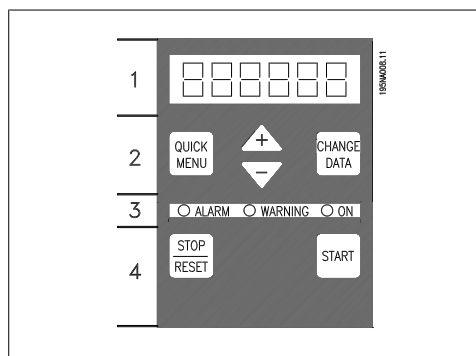 1
195NA008.11
2
QUICK
MENU
+
−
CHANGE
DATA
3
ALARM
WARNING
ON
4
STOP
RESET
START